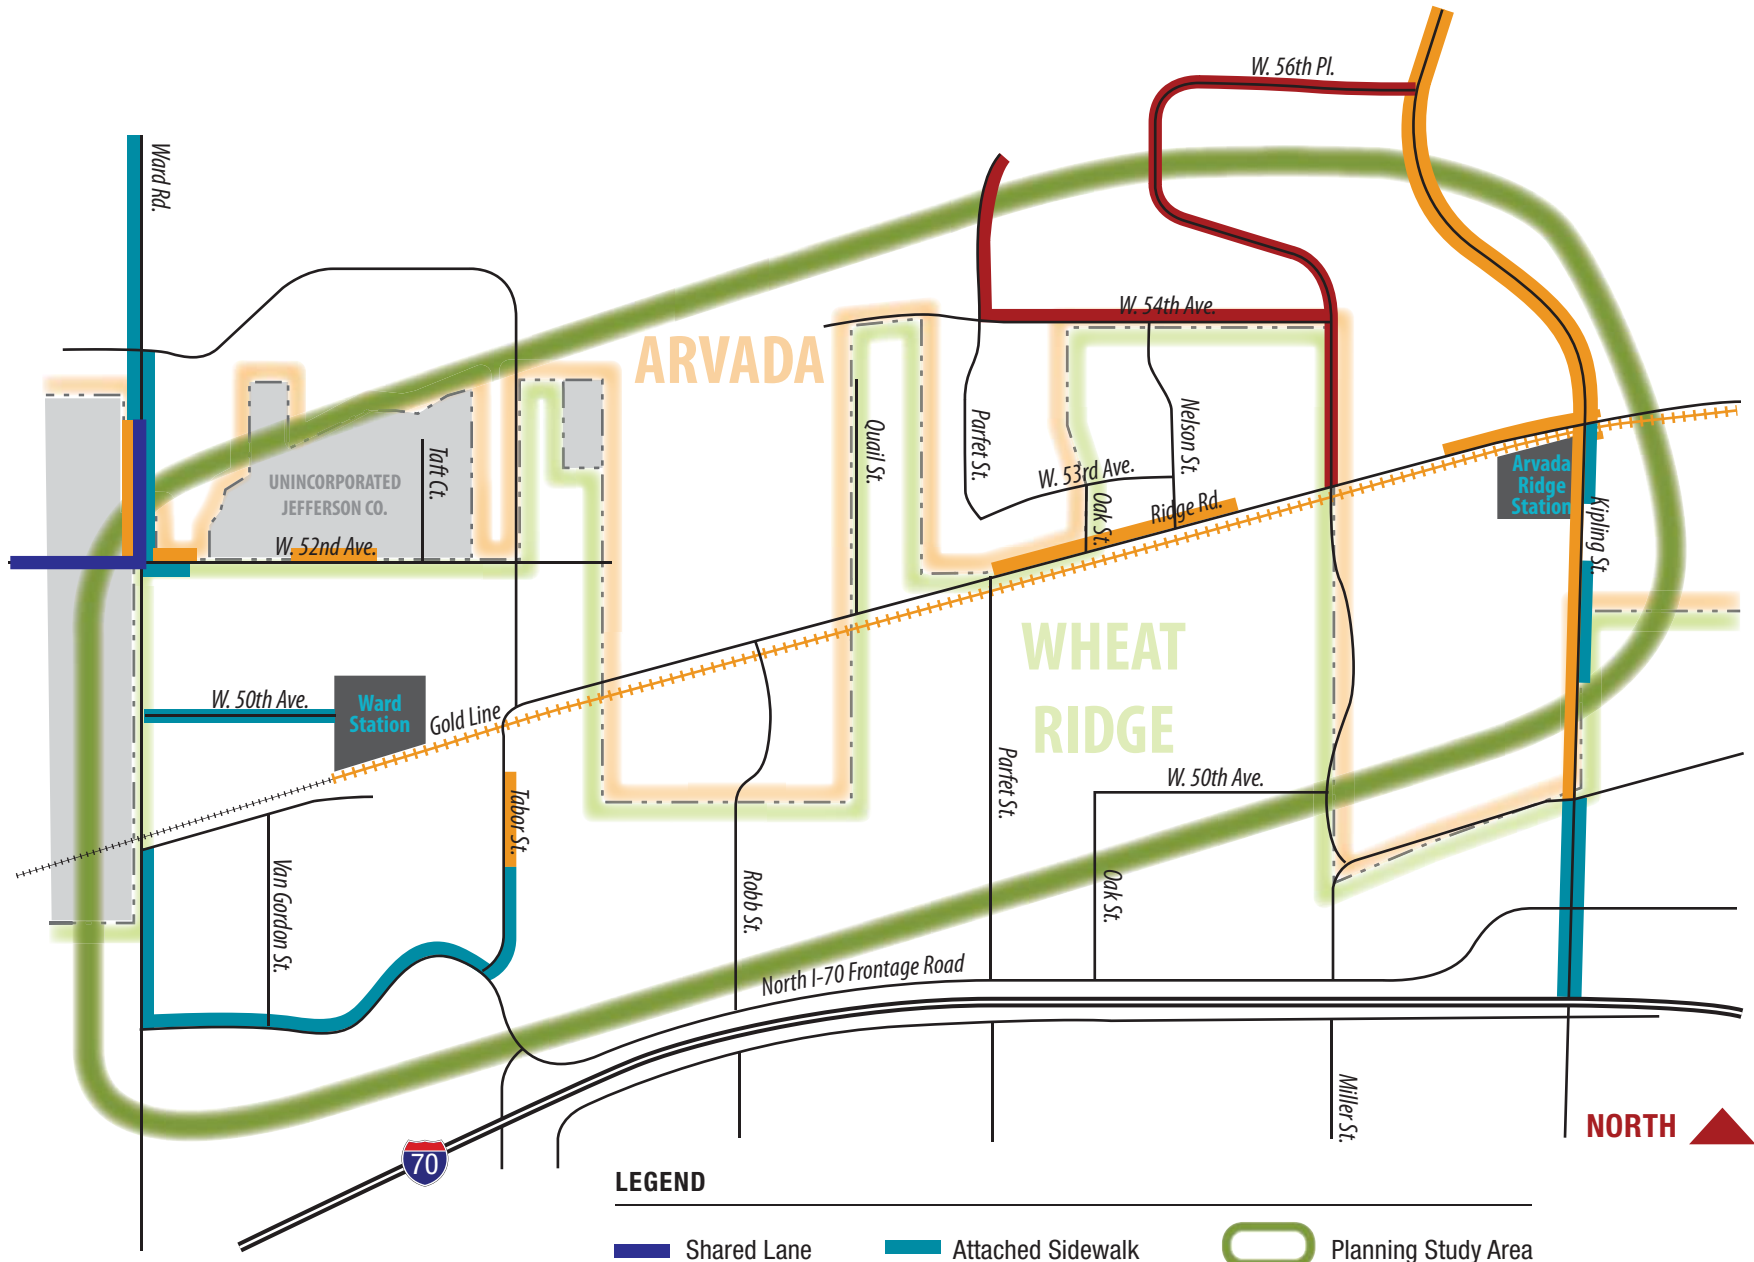 W. 56th Pl.
Ward Rd.
W. 54th Ave.
ARVADA
Quail St.
Parfet St.
Nelson St.
Taft Ct.
W. 53rd Ave.
Oak St.
Ridge Rd.
UNINCORPORATED
JEFFERSON CO.
W. 52nd Ave.
Arvada
Ridge
Station
Kipling St.
WHEAT
RIDGE
W. 50th Ave.
Ward
Station
Gold Line
Tabor St.
Parfet St.
W. 50th Ave.
Van Gordon St.
Robb St.
Oak St.
North I-70 Frontage Road
Miller St.
NORTH
70
LEGEND
Shared Lane
Attached Sidewalk
Planning Study Area